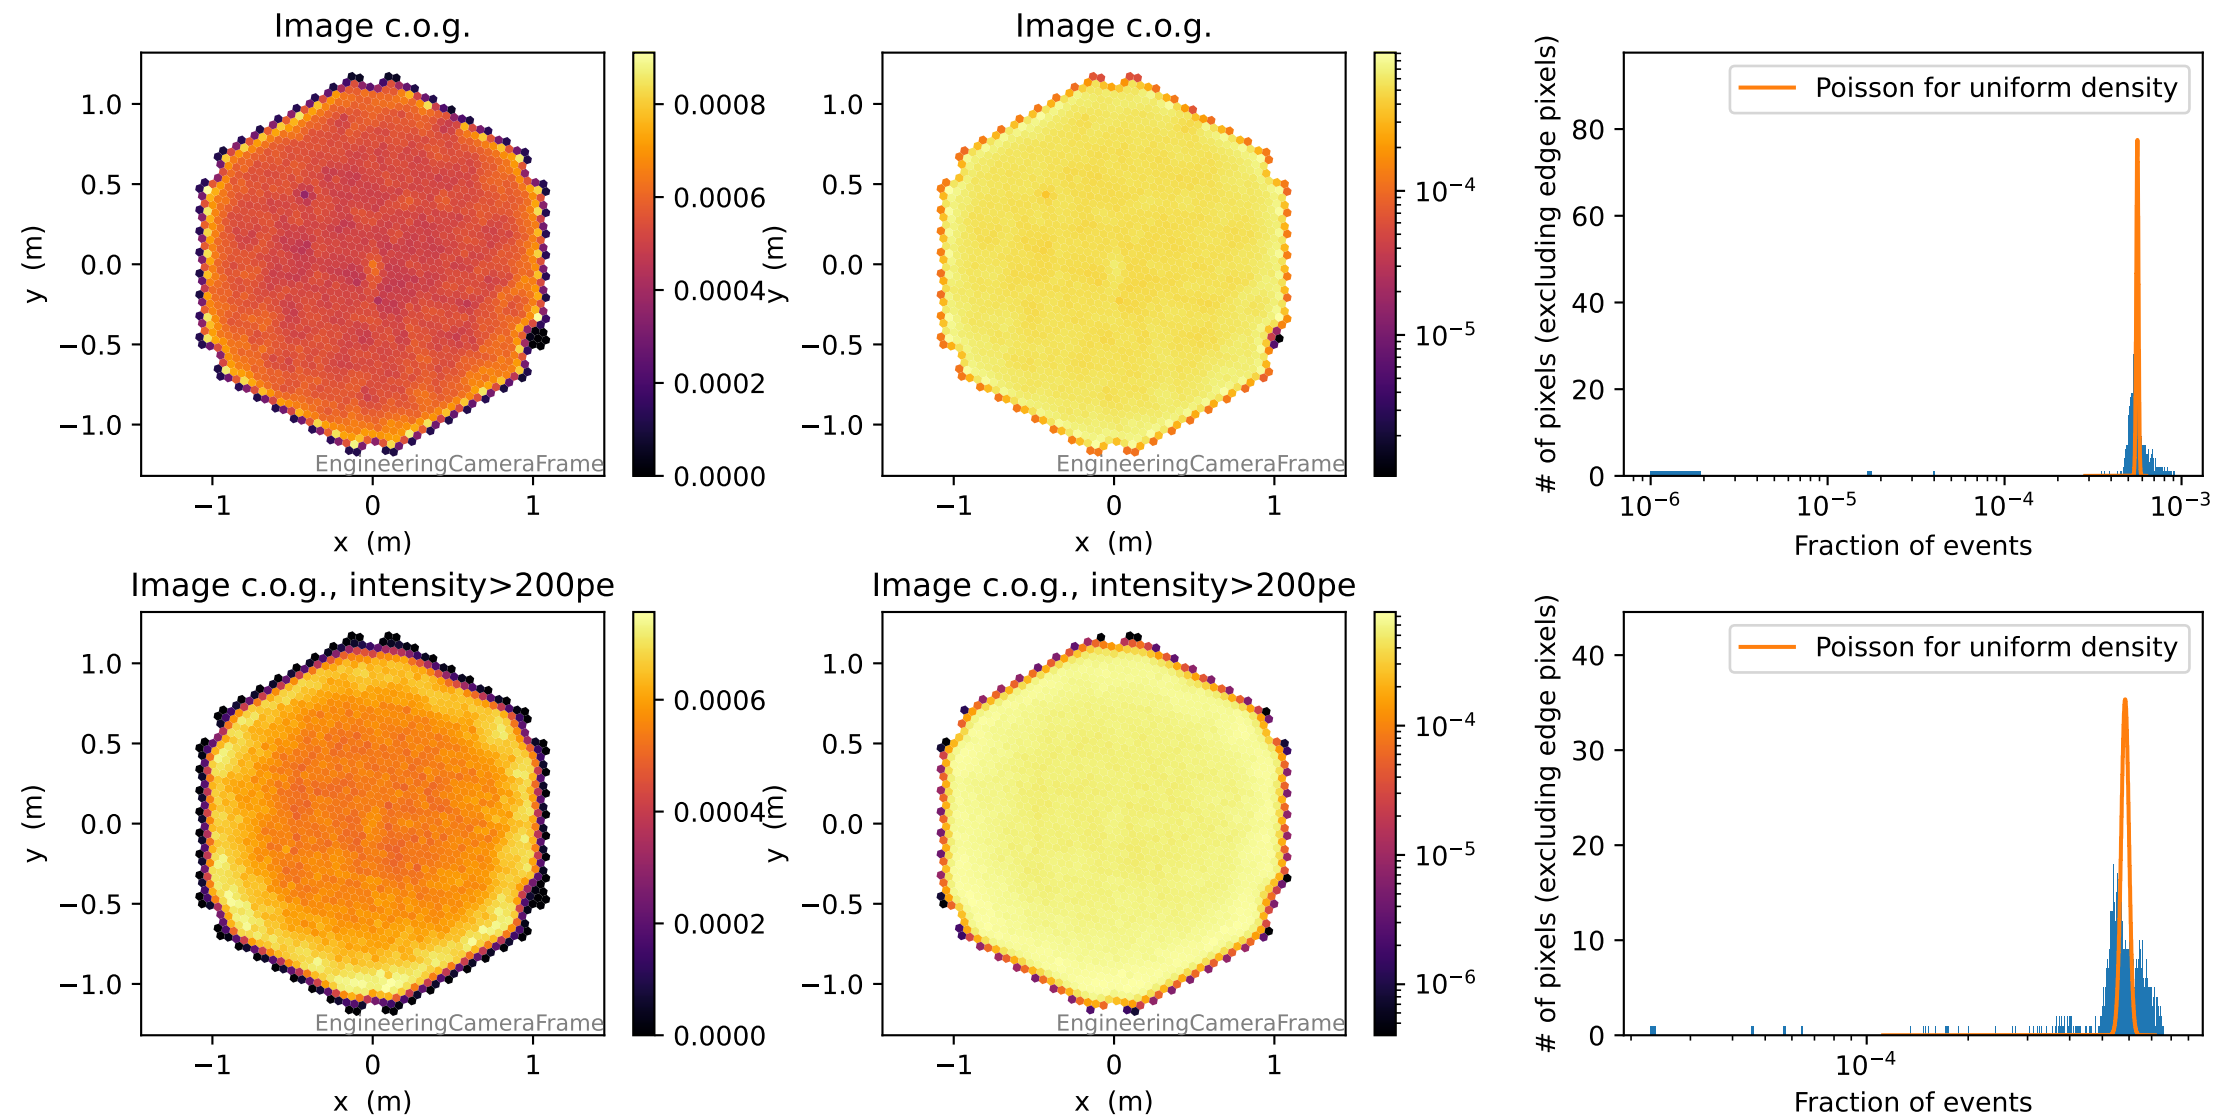 Image c.o.g.
1.0
0.5
0.0
−0.5
−1.0
y (m)
−1
0
1
x (m)
EngineeringCameraFrame
0.0008
0.0006
0.0004
0.0002
0.0000
Image c.o.g.
1.0
0.5
0.0
−0.5
−1.0
y (m)
−1
0
1
x (m)
EngineeringCameraFrame
10−4
10−5
# of pixels (excluding edge pixels)
80
60
40
20
0
Poisson for uniform density
10−6
10−5
10−4
10−3
Fraction of events
Image c.o.g., intensity>200pe
1.0
0.5
0.0
−0.5
−1.0
y (m)
−1
0
1
x (m)
EngineeringCameraFrame
0.0006
0.0004
0.0002
0.0000
Image c.o.g., intensity>200pe
1.0
0.5
0.0
−0.5
−1.0
y (m)
−1
0
1
x (m)
EngineeringCameraFrame
10−4
10−5
10−6
# of pixels (excluding edge pixels)
40
30
20
10
0
Poisson for uniform density
10−4
Fraction of events